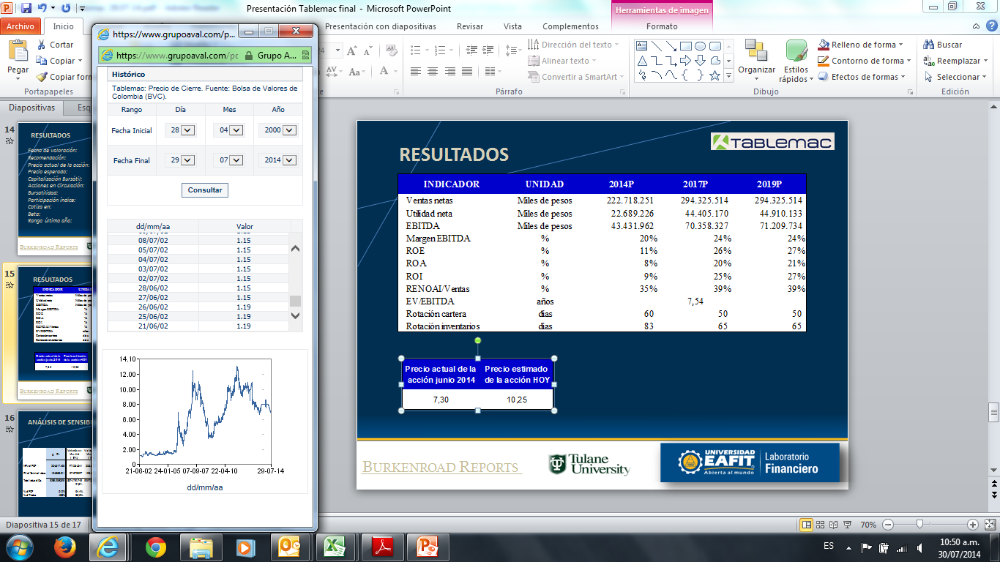 Presentación Tablemac final - Microsoft PowerPoint
Herramientas de imagen
Archivo
Inicio
Presentación con diapositivas
Revisar
Vista
Complementos
Formato
Pegar
Cortar
Copiar
Copiar form
Portapapeles
24
Aa
A
Dirección del texto
Alinear texto
Convertir a SmartArt
Párrafo
Organizar
Estilos
rápidos
Relleno de forma
Contorno de forma
Efectos de formas
Dibujo
Buscar
Reemplazar
Seleccionar
Edición
https://www.grupoaval.com/p...
https://www.grupoaval.com/pc
Grupo A...
Histórico
Tablemac: Precio de Cierre. Fuente: Bolsa de Valores de
Colombia (BVC).
Rango Día Mes Año
Fecha Inicial 28 04 2000
Fecha Final 29 07 2014
Consultar
dd/mm/aa Valor
08/07/02 1.15
05/07/02 1.15
04/07/02 1.15
03/07/02 1.15
02/07/02 1.15
28/06/02 1.15
27/06/02 1.15
26/06/02 1.19
25/06/02 1.19
21/06/02 1.19
14.10
12.00
10.00
8.00
6.00
4.00
2.00
0
21-06-02 24-01-05 07-09-07 22-04-10 29-07-14
dd/mm/aa
Diapositivas
Esq
14
RESULTADOS
Fecha de valoración:
Recomendación:
Precio actual de la acción:
Precio esperado:
Capitalización Bursátil:
Acciones en Circulación:
Bursatilidad:
Participación índice:
Cotiza en:
Beta:
Rango último año:
BURKENROAD REPORTS
15
RESULTADOS
BURKENROAD REPORTS
16
ANÁLISIS DE SENSIBI
RESULTADOS
TABLEMAC
INDICADOR UNIDAD 2014P 2017P 2019P
Ventas netas Miles de pesos 222.718.251 294.325.514 294.325.514
Utilidad neta Miles de pesos 22.689.226 44.405.170 44.910.133
EBITDA Miles de pesos 43.431.962 70.358.327 71.209.734
Margen EBITDA % 20% 24% 24%
ROE % 11% 26% 27%
ROA % 8% 20% 21%
ROI % 9% 25% 27%
RENOAI/Ventas % 35% 39% 39%
EV/EBITDA años 7,54
Rotación cartera días 60 50 50
Rotación inventarios días 83 65 65
Precio actual de la
acción junio 2014
Precio estimado
de la acción HOY
7,30 10,25
BURKENROAD REPORTS
Tulane
University
UNIVERSIDAD
EAFIT
Abierta al mundo
Laboratorio
Financiero
Diapositiva 15 de 17
70%
ES
10:50 a.m.
30/07/2014